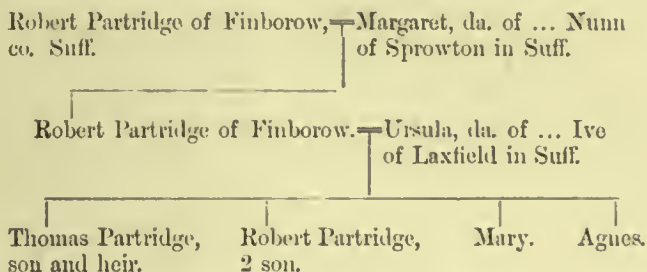 Robert Partridge of Finborow, Margaret, da. of ... Nunn
co. Suff. of Sprowton in Suff.
Robert Partridge of Finborow. Ursula, da. of ... Ive
of Laxfield in Suff.
Thomas Partridge, Robert Partridge, Mary. Agnes.
son and heir. 2 son.